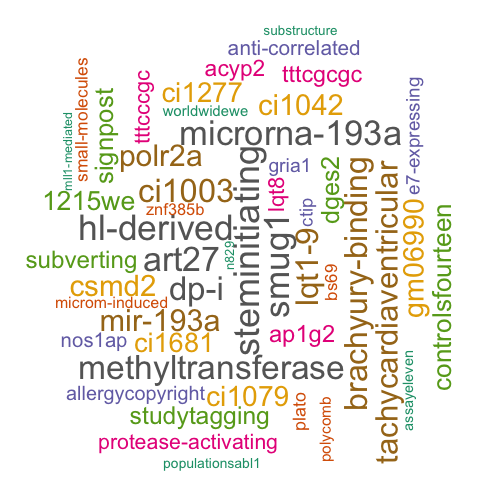 substructure
anti-correlated
acyp2
tttcgcgc
tttcccgc
small-molecules
mll1-mediated
signpost
ci1277
worldwidewe
ci1042
microrna-193a
polr2a
gria1
e7-expressing
1215we
ci1003
znf385b
steminitiating
lqt8
ctip
dges2
hl-derived
n829
smug1
lqt1-9
brachyury-binding
tachycardiaventricular
gm06990
controlsfourteen
subverting
art27
bs69
csmd2
dp-i
microm-induced
mir-193a
nos1ap
ci1681
ap1g2
methyltransferase
assayeleven
allergycopyright
ci1079
plato
polycomb
studytagging
protease-activating
populationsabl1